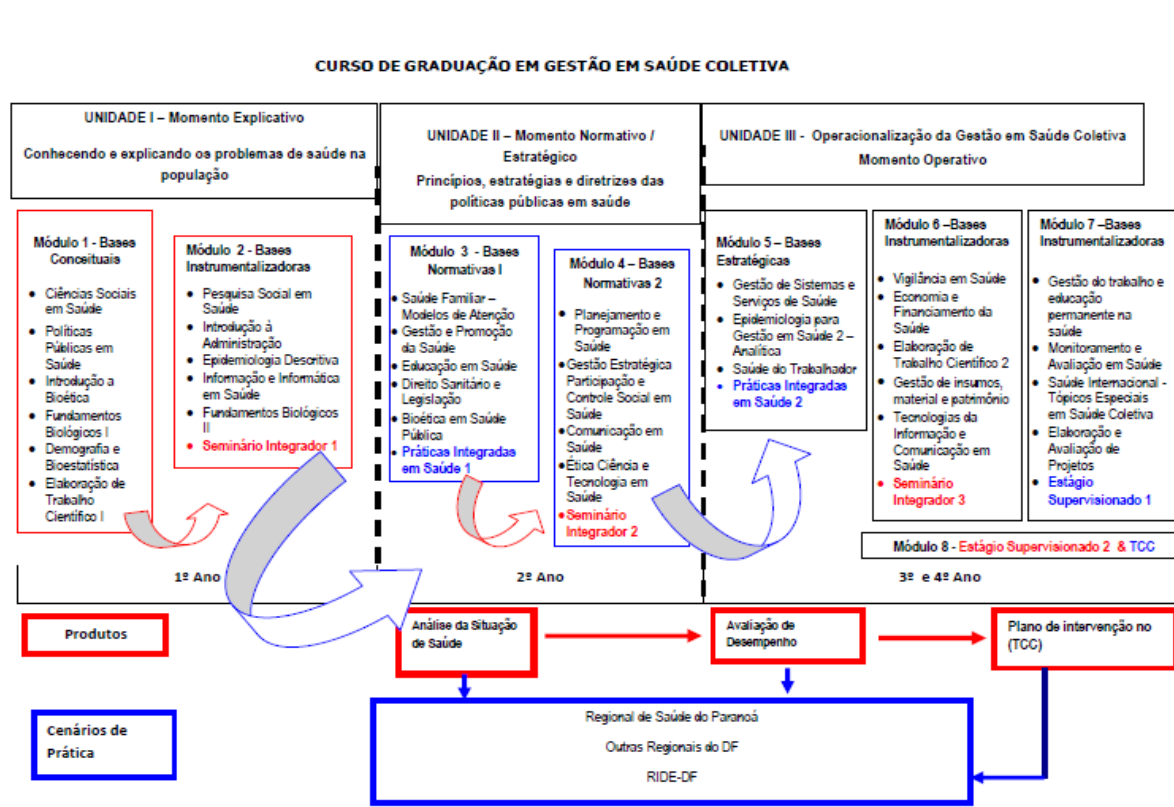 CURSO DE GRADUAÇÃO EM GESTÃO EM SAÚDE COLETIVA
UNIDADE I – Momento Explicativo
Conhecendo e explicando os problemas de saúde na
população
UNIDADE II – Momento Normativo /
Estratégico
Princípios, estratégias e diretrizes das
políticas públicas em saúde
UNIDADE III - Operacionalização da Gestão em Saúde Coletiva
Momento Operativo
Módulo 1 - Bases
Conceituais
• Ciências Sociais
em Saúde
• Políticas
Públicas em
Saúde
• Introdução a
Bioética
• Fundamentos
Biológicos I
• Demografia e
Bioestatística
• Elaboração de
Trabalho
Científico I
Módulo 2 - Bases
Instrumentalizadoras
• Pesquisa Social em
Saúde
• Introdução à
Administração
• Epidemiologia Descritiva
• Informação e Informática
em Saúde
• Fundamentos Biológicos
II
• Seminário Integrador 1
Módulo 3 - Bases
Normativas I
• Saúde Familiar –
Modelos de Atenção
• Gestão e Promoção
da Saúde
• Educação em Saúde
• Direito Sanitário e
Legislação
• Bioética em Saúde
Pública
• Práticas Integradas
em Saúde 1
Módulo 4 – Bases
Normativas 2
• Planejamento e
Programação em
Saúde
• Gestão Estratégica
Participação e
Controle Social em
Saúde
• Comunicação em
Saúde
• Ética Ciência e
Tecnologia em
Saúde
• Seminário
Integrador 2
Módulo 5 – Bases
Estratégicas
• Gestão de Sistemas e
Serviços de Saúde
• Epidemiologia para
Gestão em Saúde 2 –
Analítica
• Saúde do Trabalhador
• Práticas Integradas
em Saúde 2
Módulo 6 –Bases
Instrumentalizadoras
• Vigilância em Saúde
• Economia e
Financiamento da
Saúde
• Elaboração de
Trabalho Científico 2
• Gestão de insumos,
material e patrimônio
• Tecnologias da
Informação e
Comunicação em
Saúde
• Seminário
Integrador 3
Módulo 7 –Bases
Instrumentalizadoras
• Gestão do trabalho e
educação
permanente na
saúde
• Monitoramento e
Avaliação em Saúde
• Saúde Internacional -
Tópicos Especiais
em Saúde Coletiva
• Elaboração e
Avaliação de
Projetos
• Estágio
Supervisionado 1
Módulo 8 - Estágio Supervisionado 2 & TCC
1º Ano
2º Ano
3º e 4º Ano
Produtos
Análise da Situação
de Saúde
Avaliação de
Desempenho
Plano de intervenção no
(TCC)
Cenários de
Prática
Regional de Saúde do Paranoá
Outras Regionais do DF
RIDE-DF